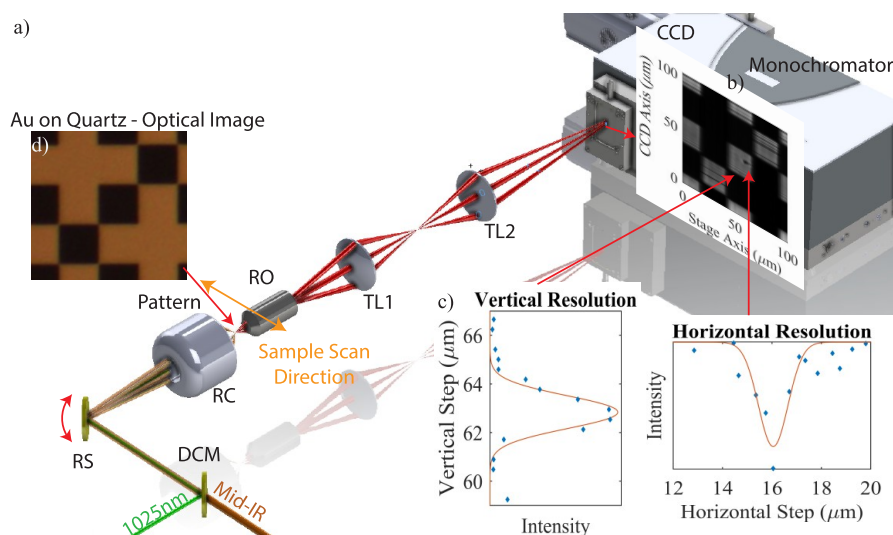 a)
CCD
Monochromator
b)
100
50
0
CCD Axis (μm)
0
50
100
Stage Axis (μm)
Au on Quartz - Optical Image
d)
TL2
RO
TL1
Pattern
Sample Scan
Direction
RC
RS
DCM
1025nm
Mid-IR
c)
Vertical Resolution
Vertical Step (μm)
66
64
62
60
Intensity
Horizontal Resolution
Intensity
12
14
16
18
20
Horizontal Step (μm)